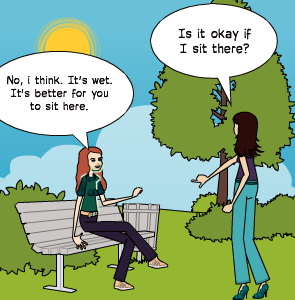 Is it okay if
I sit there?
No, i think. It's wet.
It's better for you
to sit here.